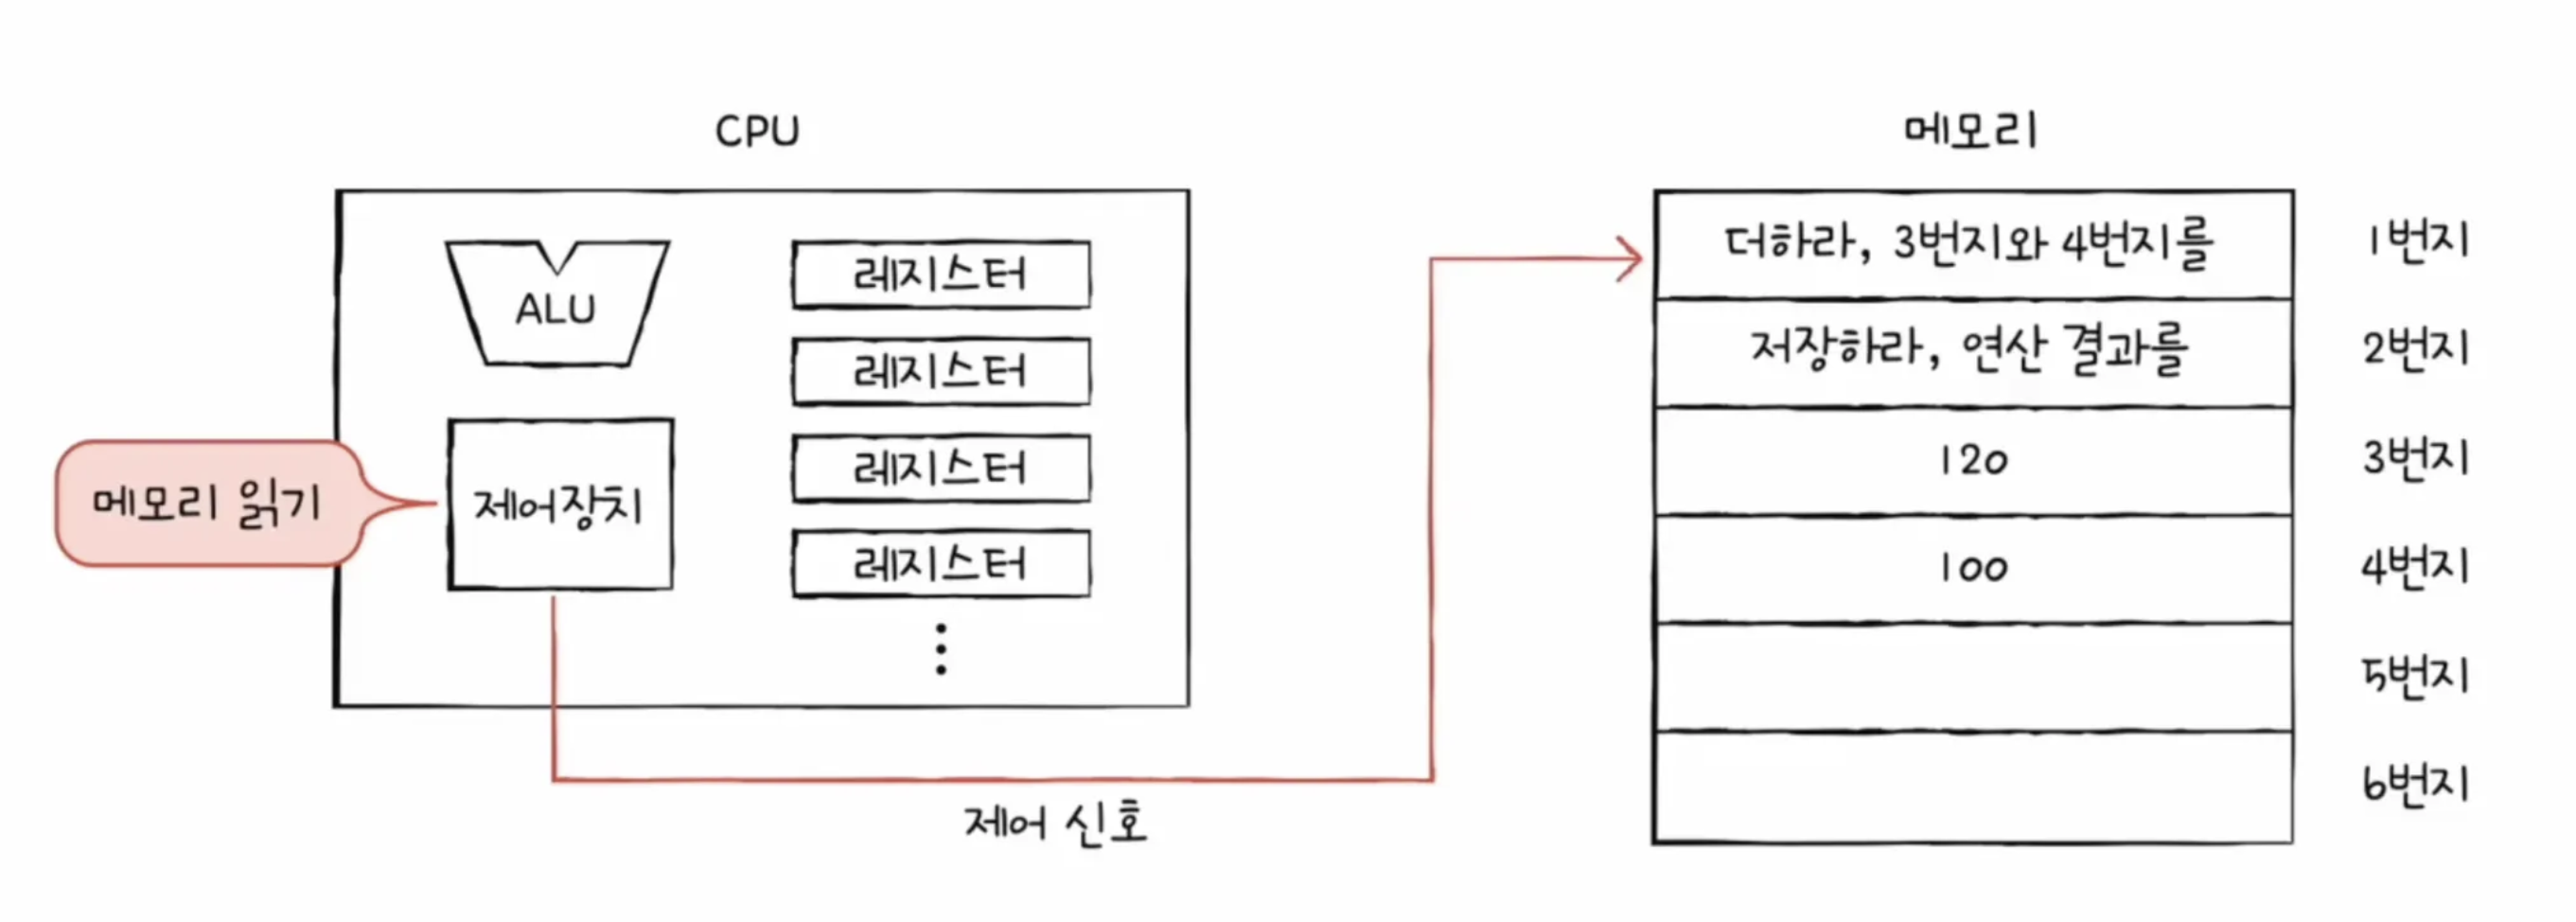 CPU
ALU
제어장치
메모리 읽기
레지스터
레지스터
레지스터
레지스터
제어 신호
메모리
더하라, 3번지와 4번지를 1번지
저장하라, 연산 결과를 2번지
120 3번지
100 4번지
5번지
6번지